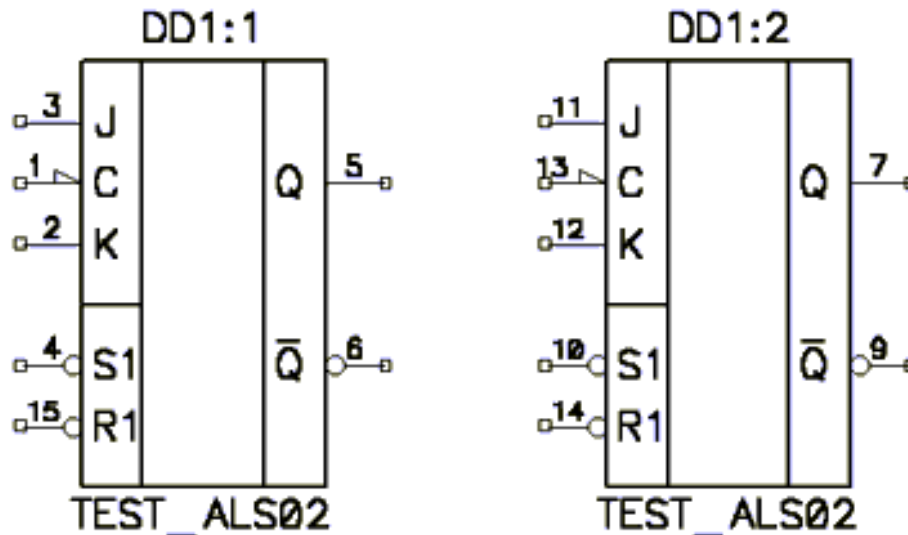 DD1:1 DD1:2
3 J 11 J
1 C Q 5 13 C Q 7
2 K 12 K
4 S1 Q̅ 6 10 S1 Q̅ 9
15 R1 14 R1
TEST_ALS02 TEST_ALS02